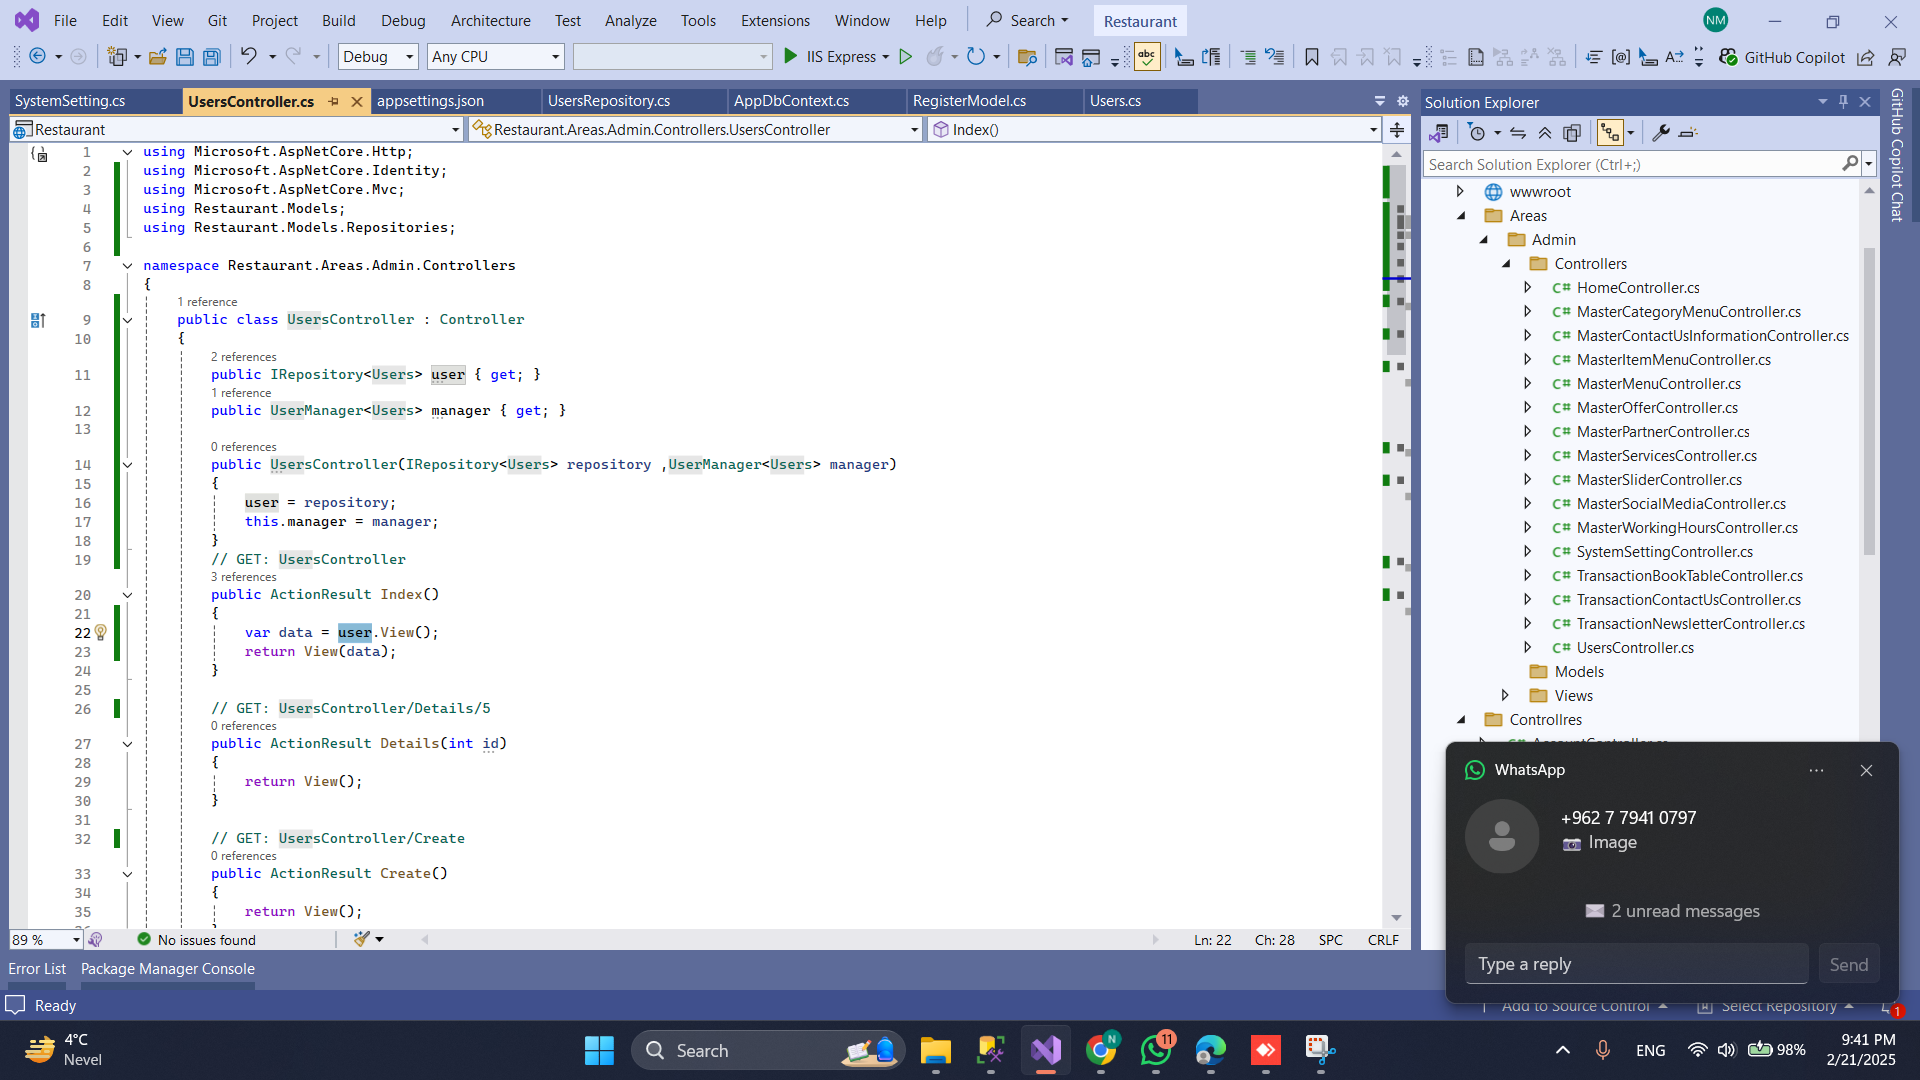 File Edit View Git Project Build Debug Architecture Test Analyze Tools Extensions Window Help Search Restaurant NM
Debug Any CPU IIS Express abc GitHub Copilot
SystemSetting.cs UsersController.cs appsettings.json UsersRepository.cs AppDbContext.cs RegisterModel.cs Users.cs
Restaurant Restaurant.Areas.Admin.Controllers.UsersController Index()
1 using Microsoft.AspNetCore.Http;
2 using Microsoft.AspNetCore.Identity;
3 using Microsoft.AspNetCore.Mvc;
4 using Restaurant.Models;
5 using Restaurant.Models.Repositories;
6
7 namespace Restaurant.Areas.Admin.Controllers
8 {
1 reference
9 public class UsersController : Controller
10 {
2 references
11 public IRepository<Users> user { get; }
1 reference
12 public UserManager<Users> manager { get; }
13
0 references
14 public UsersController(IRepository<Users> repository ,UserManager<Users> manager)
15 {
16 user = repository;
17 this.manager = manager;
18 }
19 // GET: UsersController
3 references
20 public ActionResult Index()
21 {
22 var data = user.View();
23 return View(data);
24 }
25
26 // GET: UsersController/Details/5
0 references
27 public ActionResult Details(int id)
28 {
29 return View();
30 }
31
32 // GET: UsersController/Create
0 references
33 public ActionResult Create()
34 {
35 return View();
89 % No issues found Ln: 22 Ch: 28 SPC CRLF
Error List Package Manager Console
Ready
Solution Explorer
Search Solution Explorer (Ctrl+;)
wwwroot
Areas
Admin
Controllers
C# HomeController.cs
C# MasterCategoryMenuController.cs
C# MasterContactUsInformationController.cs
C# MasterItemMenuController.cs
C# MasterMenuController.cs
C# MasterOfferController.cs
C# MasterPartnerController.cs
C# MasterServicesController.cs
C# MasterSliderController.cs
C# MasterSocialMediaController.cs
C# MasterWorkingHoursController.cs
C# SystemSettingController.cs
C# TransactionBookTableController.cs
C# TransactionContactUsController.cs
C# TransactionNewsletterController.cs
C# UsersController.cs
Models
Views
Controllres
GitHub Copilot Chat
WhatsApp
+962 7 7941 0797
Image
2 unread messages
Type a reply Send
Add to Source Control Select Repository 1
4°C
Nevel
Search
N
11
ENG
98%
9:41 PM
2/21/2025